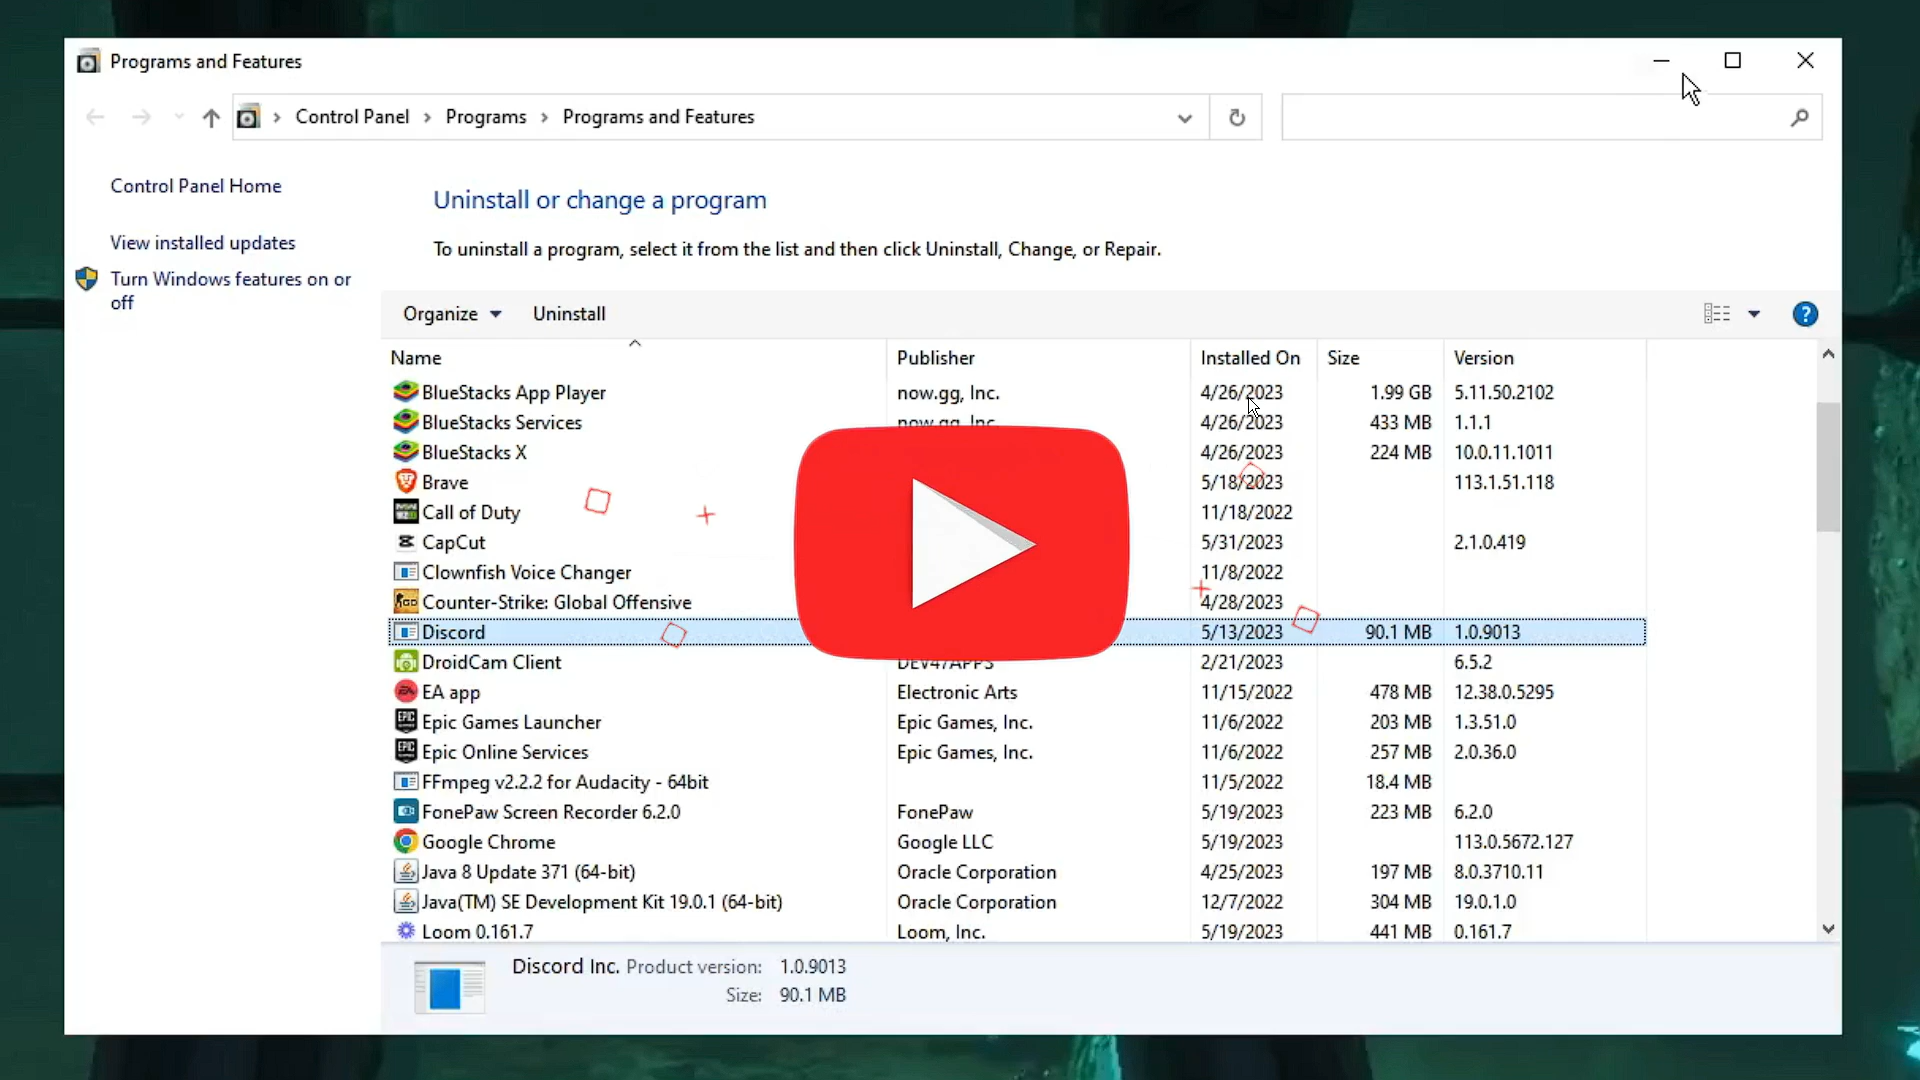 Programs and Features
Control Panel > Programs > Programs and Features
Control Panel Home
View installed updates
Turn Windows features on or
off
Uninstall or change a program
To uninstall a program, select it from the list and then click Uninstall, Change, or Repair.
Organize Uninstall
Name Publisher Installed On Size Version
BlueStacks App Player now.gg, Inc. 4/26/2023 1.99 GB 5.11.50.2102
BlueStacks Services now.gg, Inc. 4/26/2023 433 MB 1.1.1
BlueStacks X 4/26/2023 224 MB 10.0.11.1011
Brave 5/18/2023 113.1.51.118
Call of Duty 11/18/2022
CapCut 5/31/2023 2.1.0.419
Clownfish Voice Changer 11/8/2022
Counter-Strike: Global Offensive 4/28/2023
Discord 5/13/2023 90.1 MB 1.0.9013
DroidCam Client DEV47APPS 2/21/2023 6.5.2
EA app Electronic Arts 11/15/2022 478 MB 12.38.0.5295
Epic Games Launcher Epic Games, Inc. 11/6/2022 203 MB 1.3.51.0
Epic Online Services Epic Games, Inc. 11/6/2022 257 MB 2.0.36.0
FFmpeg v2.2.2 for Audacity - 64bit 11/5/2022 18.4 MB
FonePaw Screen Recorder 6.2.0 FonePaw 5/19/2023 223 MB 6.2.0
Google Chrome Google LLC 5/19/2023 113.0.5672.127
Java 8 Update 371 (64-bit) Oracle Corporation 4/25/2023 197 MB 8.0.3710.11
Java(TM) SE Development Kit 19.0.1 (64-bit) Oracle Corporation 12/7/2022 304 MB 19.0.1.0
Loom 0.161.7 Loom, Inc. 5/19/2023 441 MB 0.161.7
Discord Inc. Product version: 1.0.9013
Size: 90.1 MB